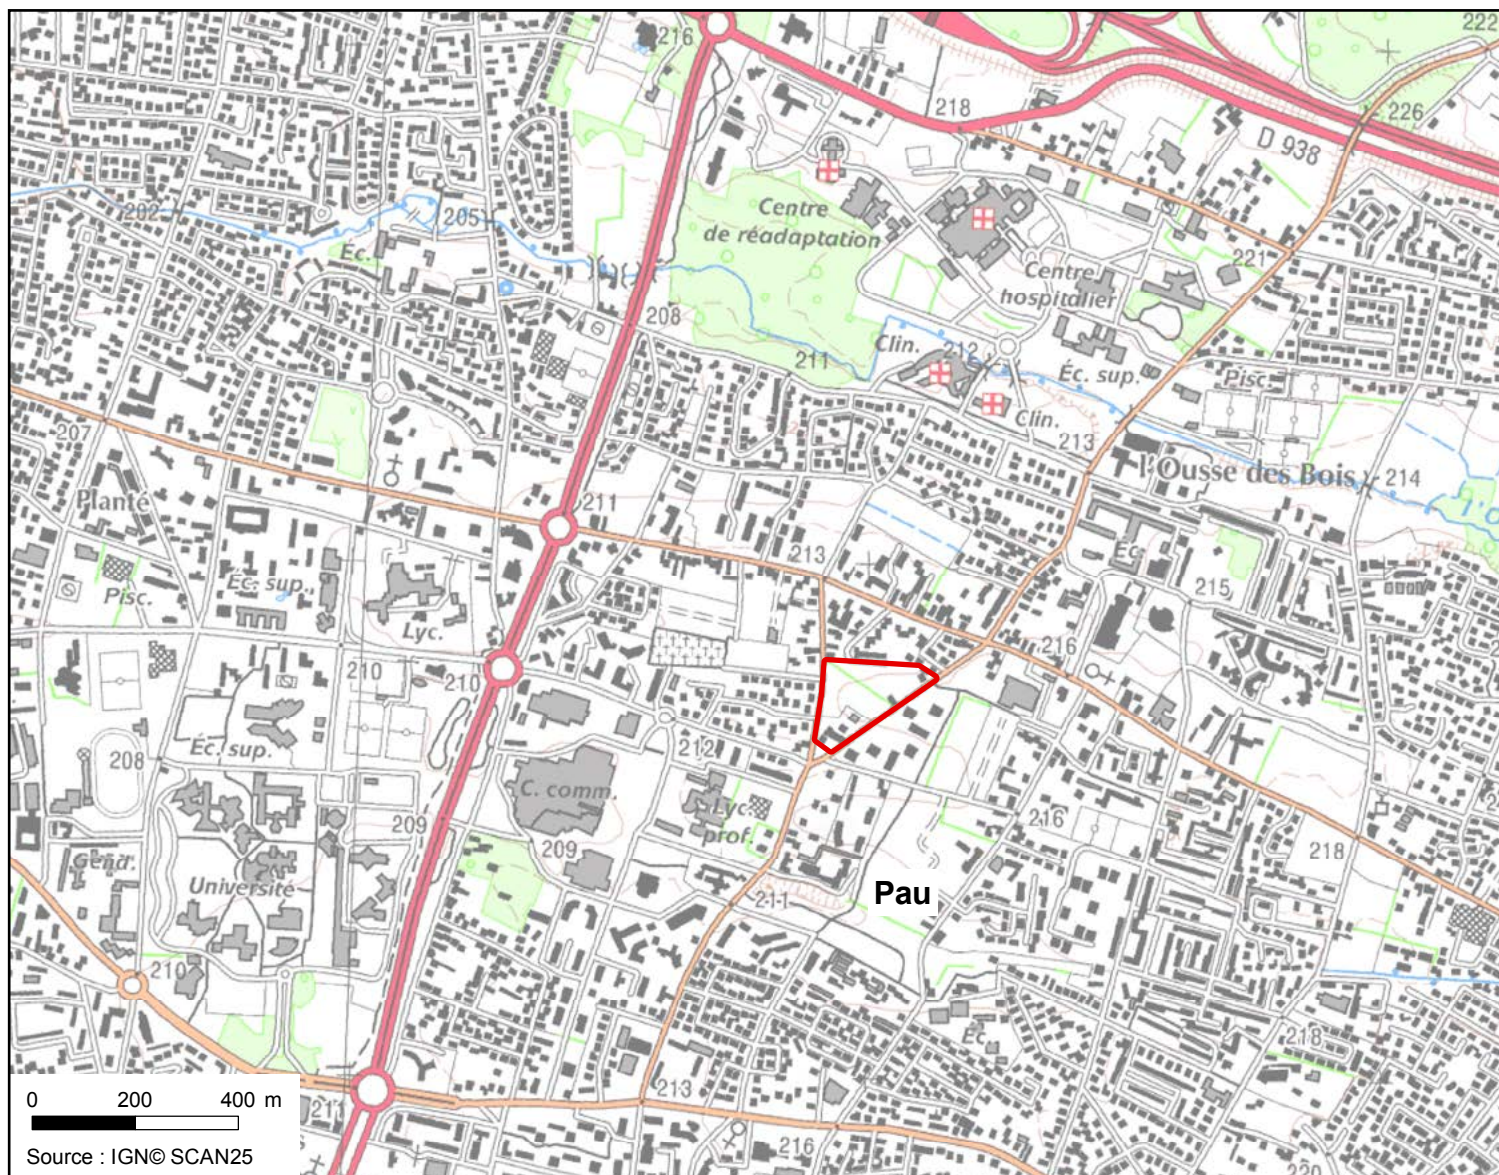 216
222
218
226
D 938
202
205
Centre
de réadaptation
Éc.
221
Centre
hospitalier
208
211
Clin.
212
Éc. sup.
Pisc.
Clin.
207
213
l'Ousse des Bois
214
Planté
211
213
Éc.
215
Éc. sup.
Pisc.
Lyc.
210
210
216
Éc. sup.
212
208
C. comm.
Lyc.
prof.
216
209
209
218
Gend.
Université
Pau
211
210
218
Éc.
213
211
216
0 200 400 m
Source : IGN© SCAN25